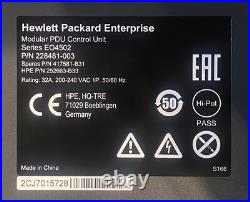 Hewlett Packard Enterprise
Modular PDU Control Unit
Series EO4502
P/N 228481-003
Spares P/N 417581-B31
HPE P/N 252663-B33
Rating: 32A, 200-240 VAC 1P, 50/60 Hz
EAC
HPE, HQ-TRE
71029 Boeblingen
Germany
50
Hi-Pot
PASS
Made in China
S166
2CJ7015728